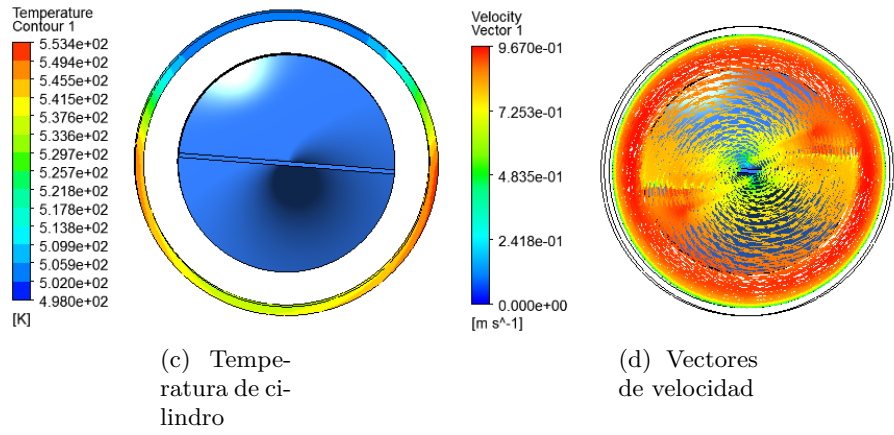 Temperature
Contour 1
5.534e+02
5.494e+02
5.455e+02
5.415e+02
5.376e+02
5.336e+02
5.297e+02
5.257e+02
5.218e+02
5.178e+02
5.138e+02
5.099e+02
5.059e+02
5.020e+02
4.980e+02
[K]
Velocity
Vector 1
9.670e-01
7.253e-01
4.835e-01
2.418e-01
0.000e+00
[m s^-1]
(c) Tempe-
ratura de ci-
lindro
(d) Vectores
de velocidad